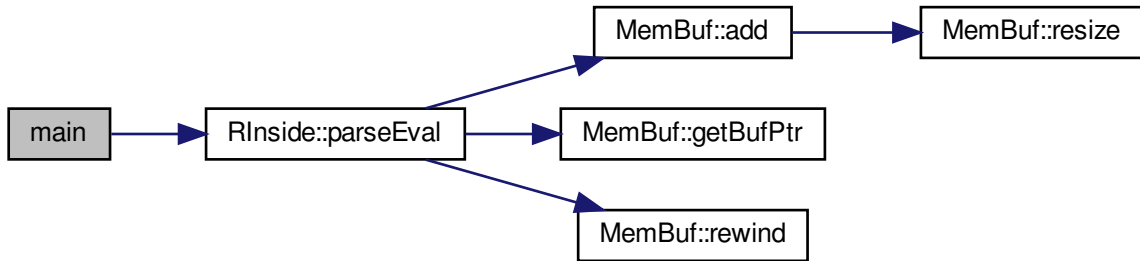 main
RInside::parseEval
MemBuf::add
MemBuf::resize
MemBuf::getBufPtr
MemBuf::rewind